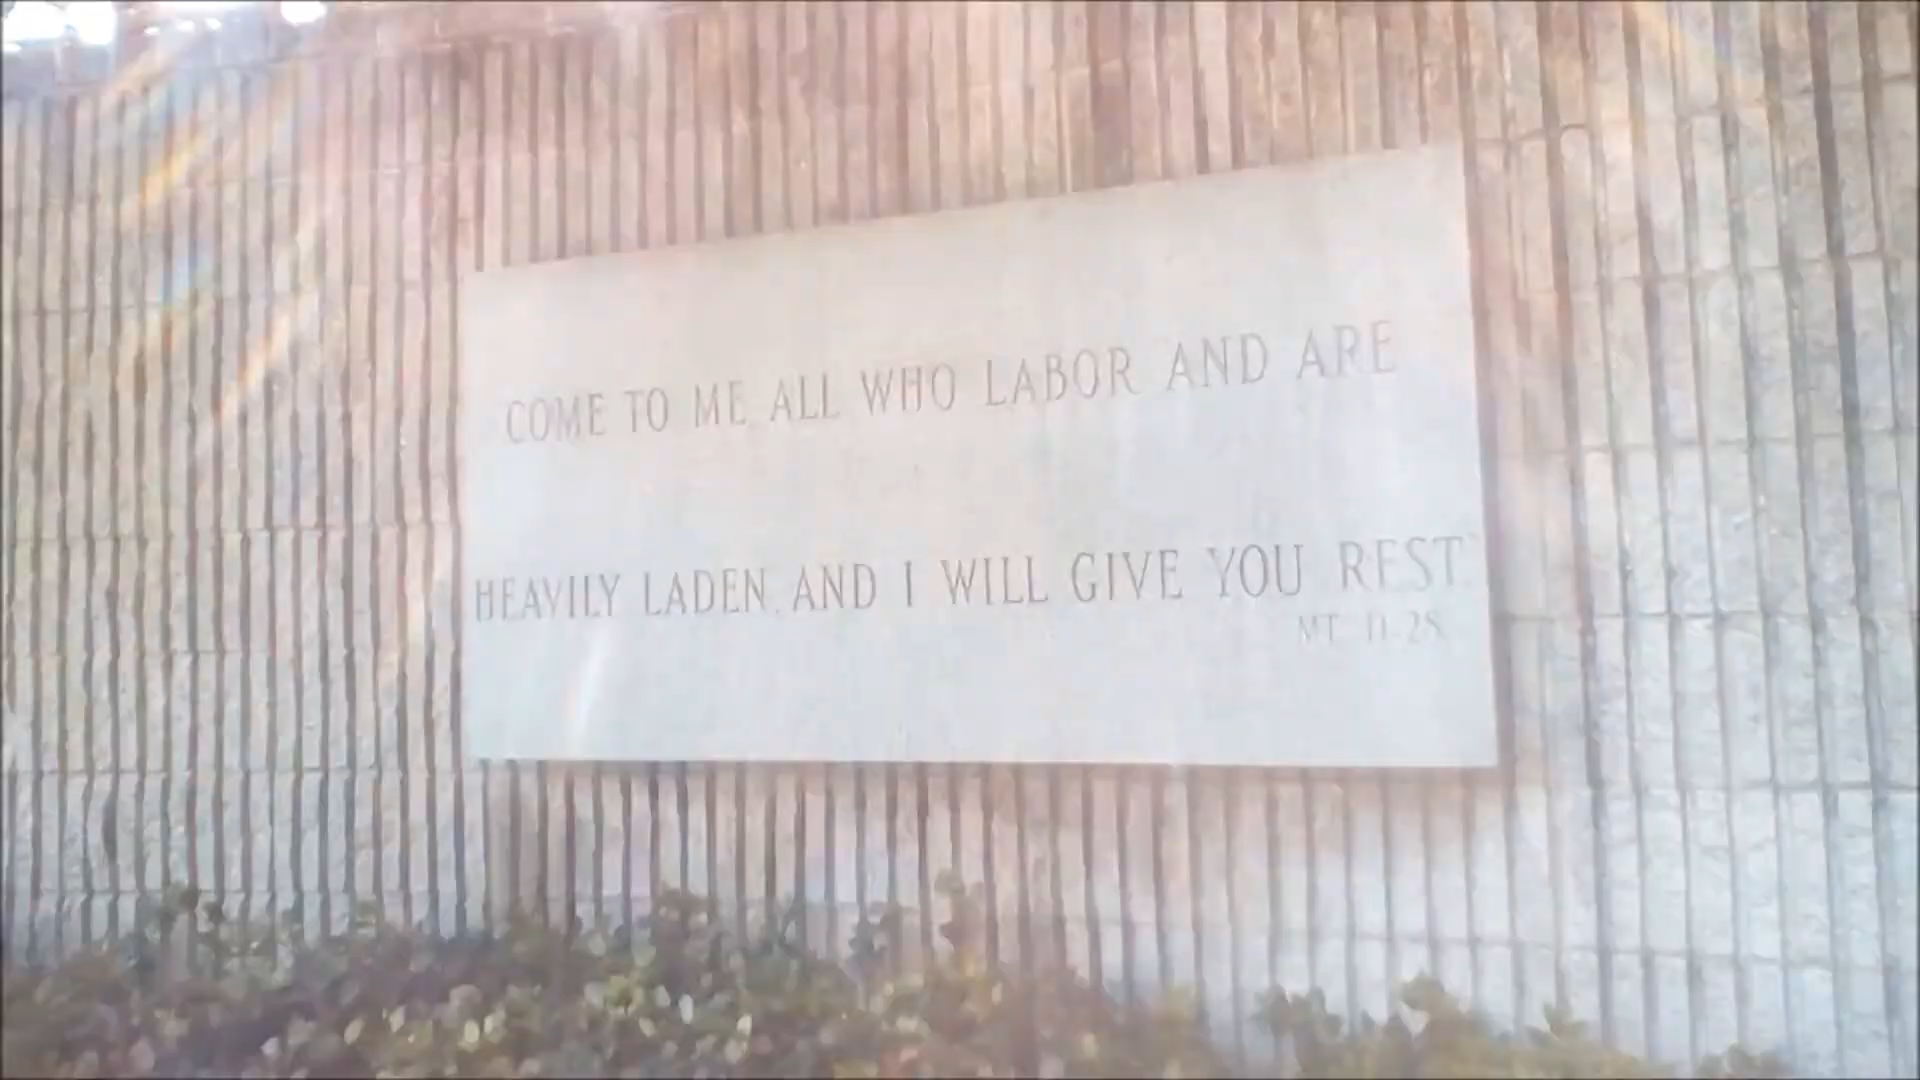 COME TO ME ALL WHO LABOR AND ARE
HEAVILY LADEN, AND I WILL GIVE YOU REST."
MT 11-28